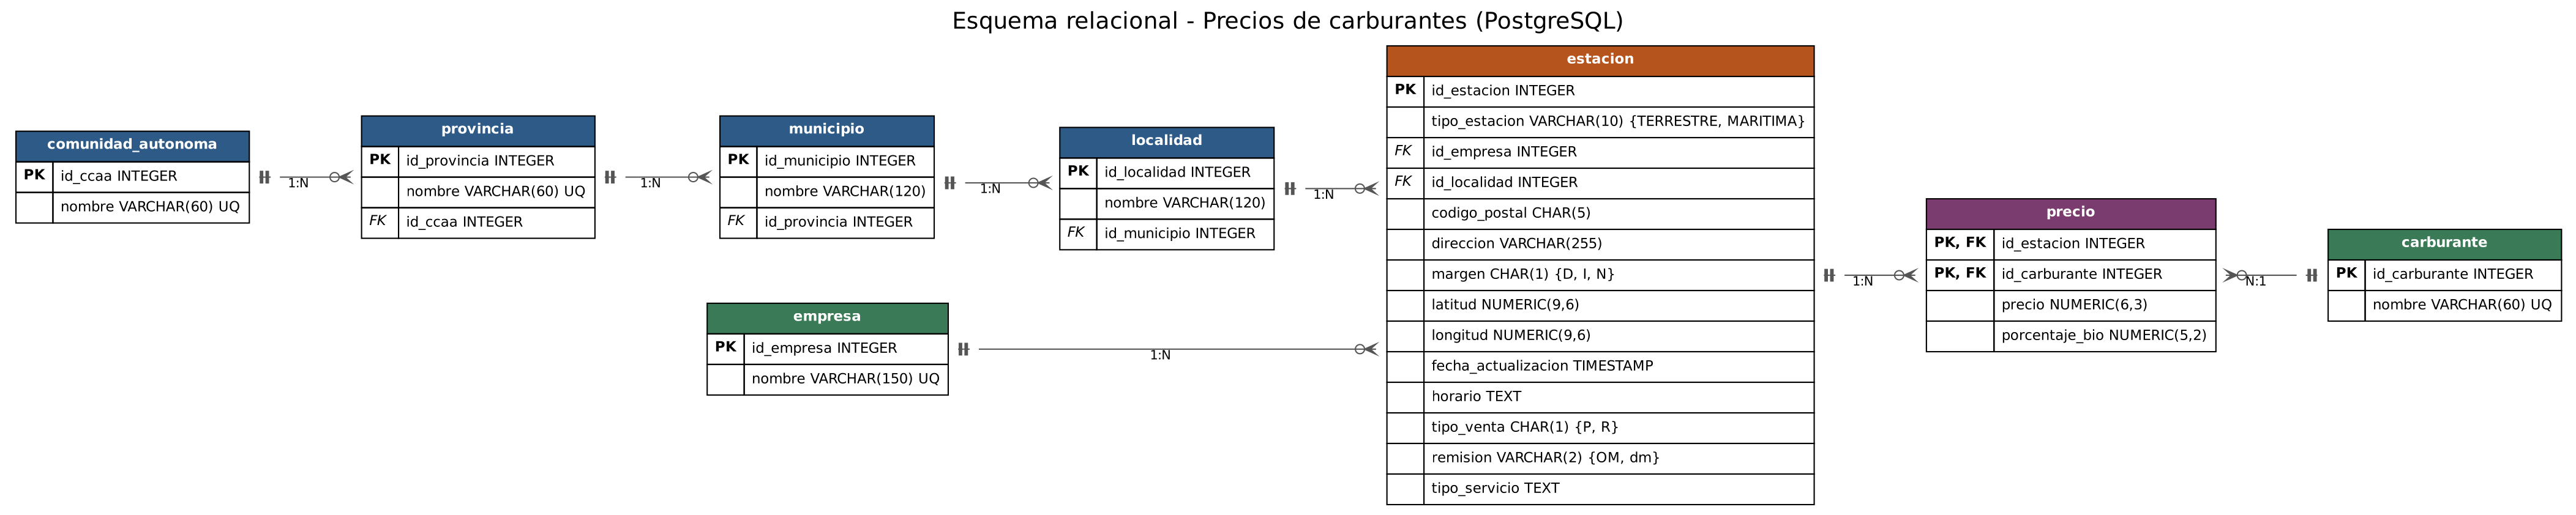 Esquema relacional - Precios de carburantes (PostgreSQL)
comunidad_autonoma
PK id_ccaa INTEGER
nombre VARCHAR(60) UQ
1:N
provincia
PK id_provincia INTEGER
nombre VARCHAR(60) UQ
FK id_ccaa INTEGER
1:N
municipio
PK id_municipio INTEGER
nombre VARCHAR(120)
FK id_provincia INTEGER
1:N
localidad
PK id_localidad INTEGER
nombre VARCHAR(120)
FK id_municipio INTEGER
1:N
empresa
PK id_empresa INTEGER
nombre VARCHAR(150) UQ
1:N
estacion
PK id_estacion INTEGER
tipo_estacion VARCHAR(10) {TERRESTRE, MARITIMA}
FK id_empresa INTEGER
FK id_localidad INTEGER
codigo_postal CHAR(5)
direccion VARCHAR(255)
margen CHAR(1) {D, I, N}
latitud NUMERIC(9,6)
longitud NUMERIC(9,6)
fecha_actualizacion TIMESTAMP
horario TEXT
tipo_venta CHAR(1) {P, R}
remision VARCHAR(2) {OM, dm}
tipo_servicio TEXT
1:N
precio
PK, FK id_estacion INTEGER
PK, FK id_carburante INTEGER
precio NUMERIC(6,3)
porcentaje_bio NUMERIC(5,2)
N:1
carburante
PK id_carburante INTEGER
nombre VARCHAR(60) UQ